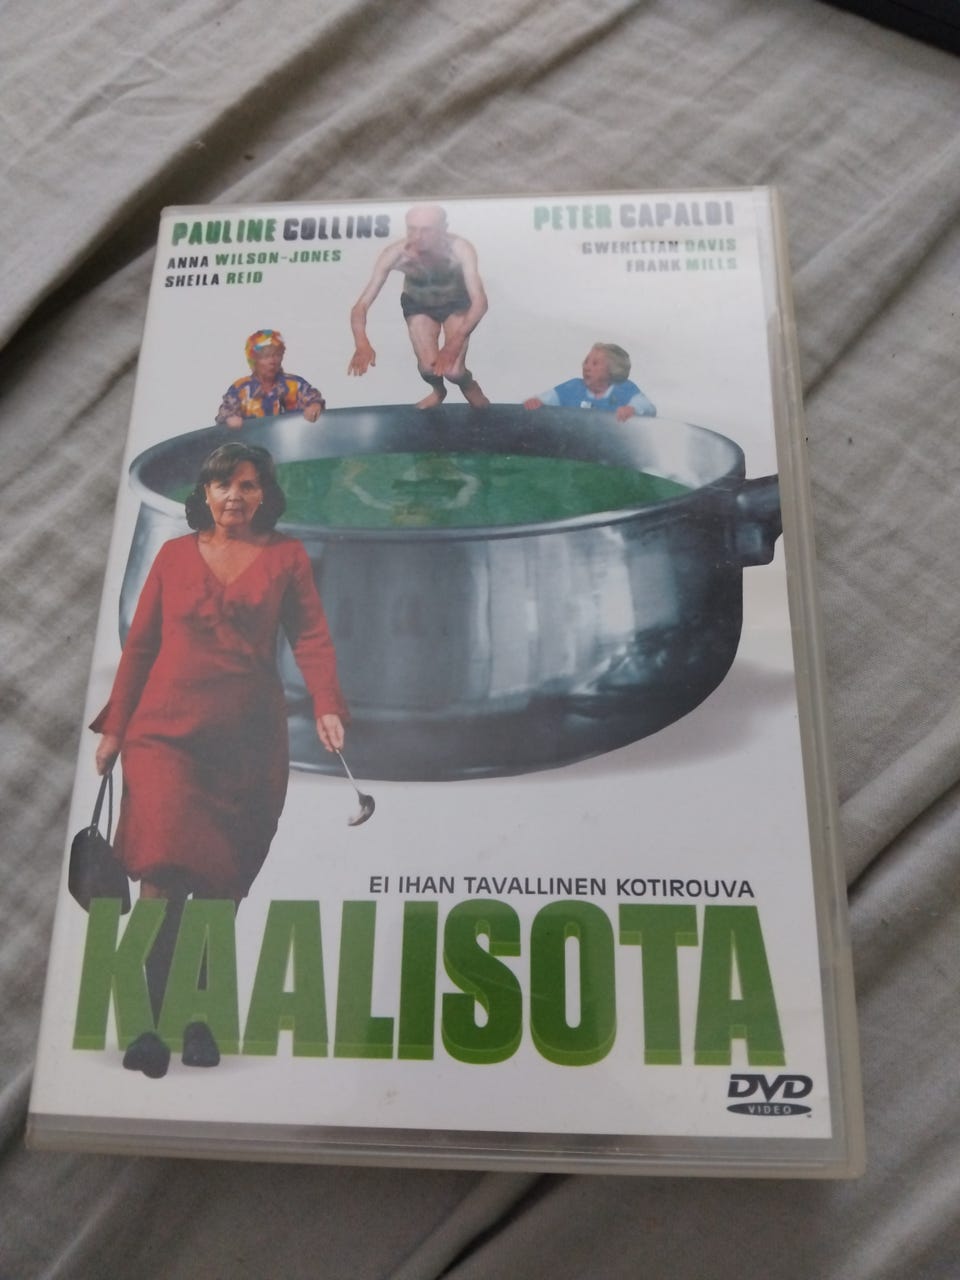 PAULINE COLLINS
ANNA WILSON-JONES
SHEILA REID
PETER CAPALDI
GWENLLIAN DAVIS
FRANK MILLS
EI IHAN TAVALLINEN KOTIROUVA
KAALISOTA
DVD
VIDEO